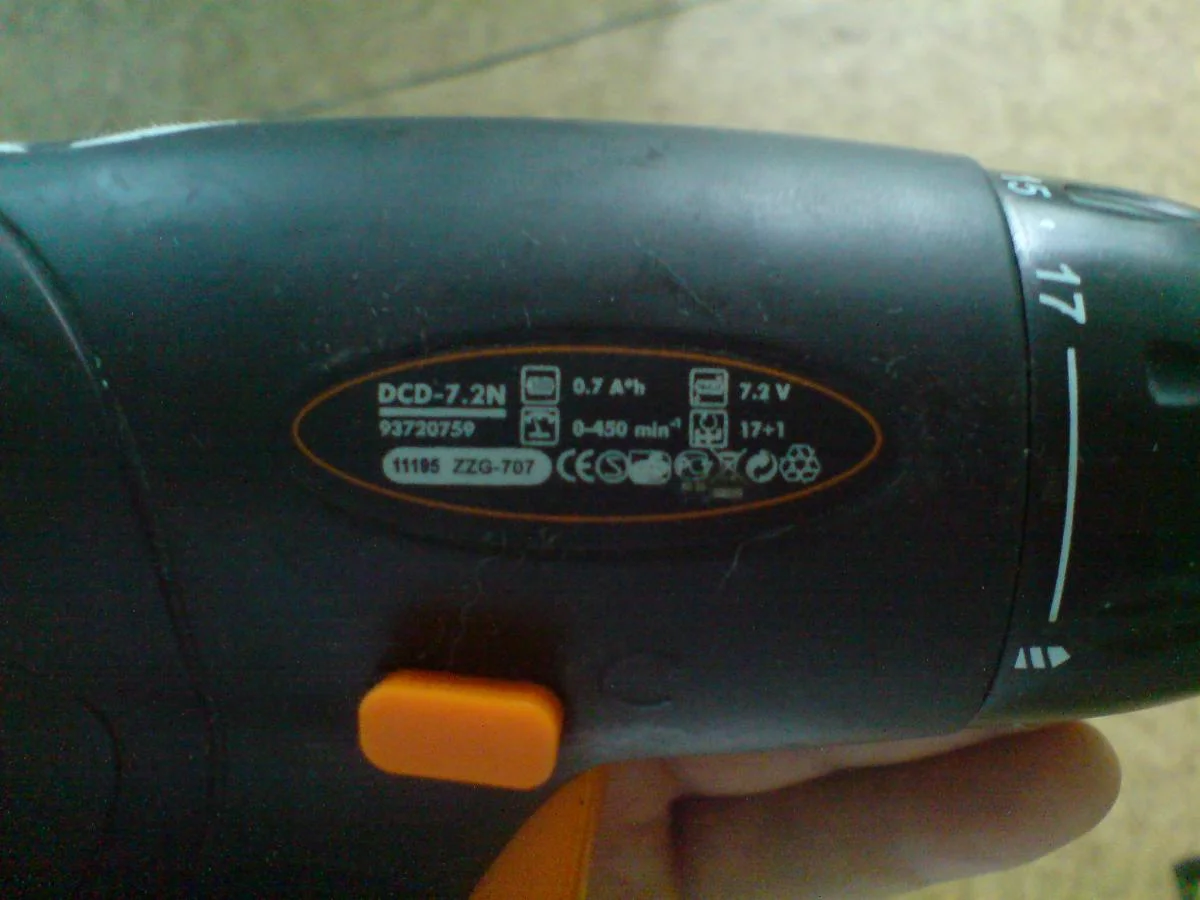 DCD-7.2N 0.7 A*h 7.2 V
93720759 0-450 min⁻¹ 17+1
11195 ZZG-707 CE
15 · 17